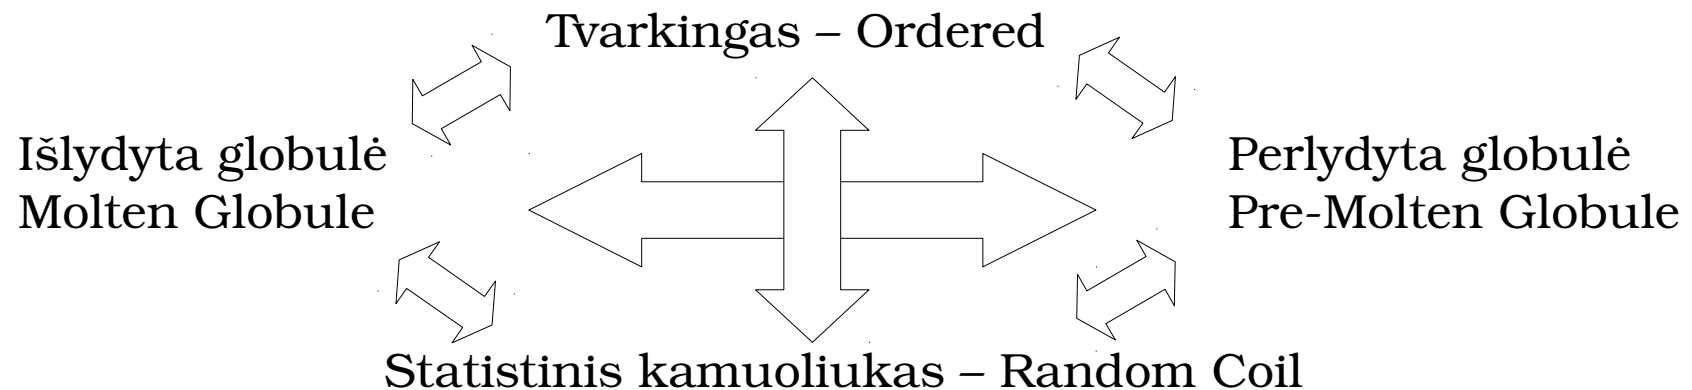 Tvarkingas – Ordered
Išlydyta globulė
Molten Globule
Perlydyta globulė
Pre-Molten Globule
Statistinis kamuoliukas – Random Coil